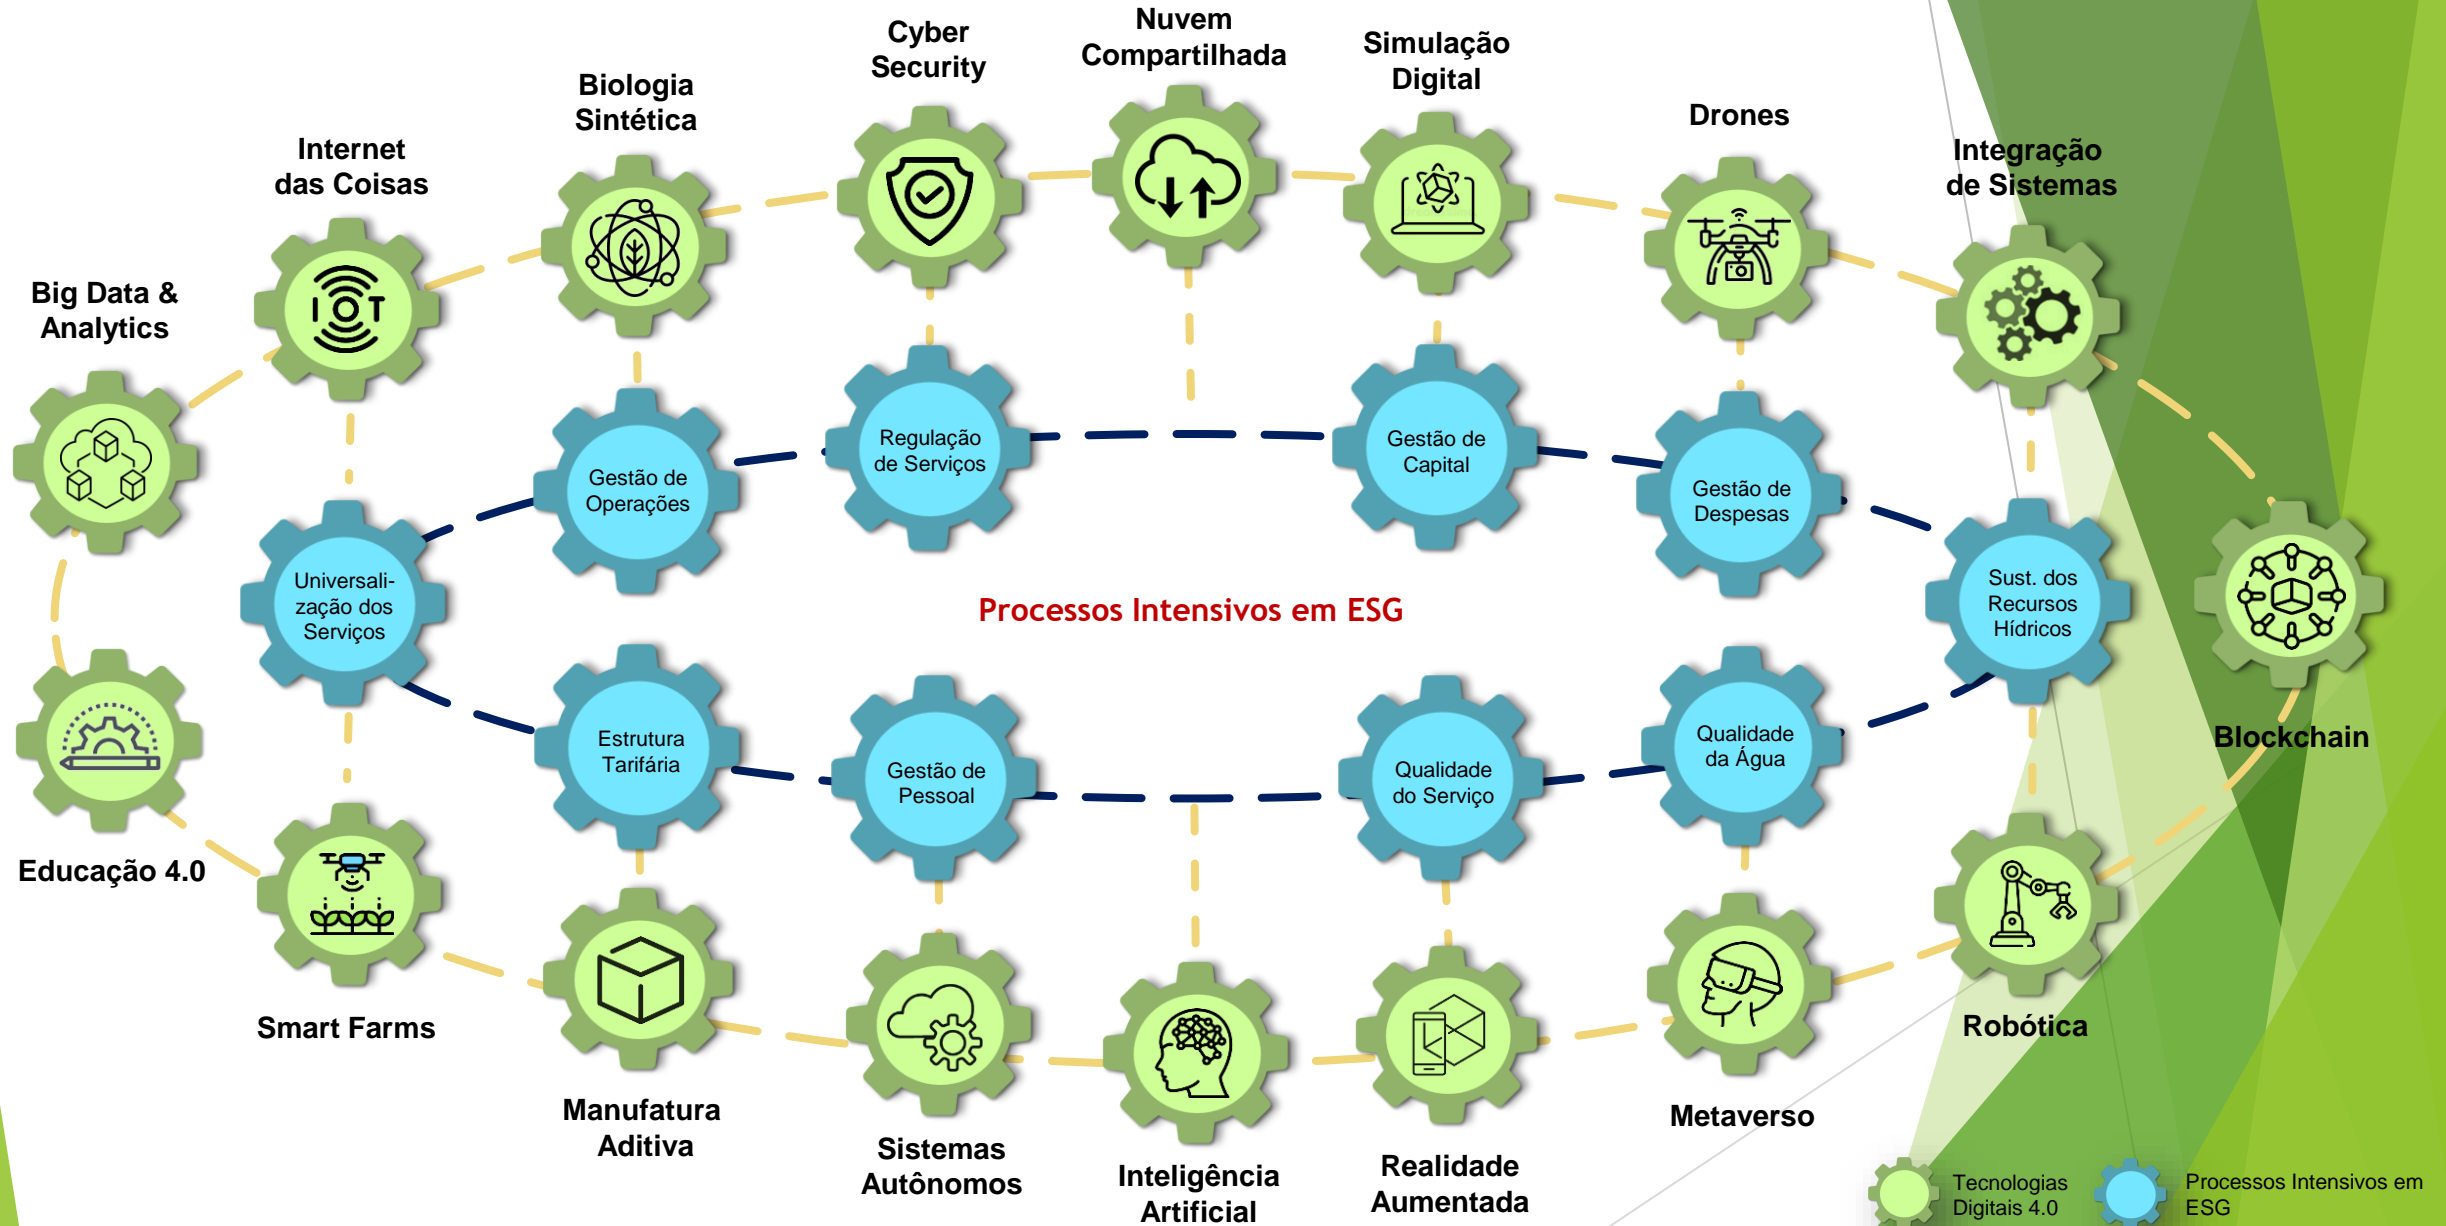 Nuvem
Compartilhada
Cyber
Security
Simulação
Digital
Biologia
Sintética
Drones
Internet
das Coisas
Integração
de Sistemas
Big Data &
Analytics
IOT
Regulação
de Serviços
Gestão de
Capital
Gestão de
Operações
Gestão de
Despesas
Universali-
zação dos
Serviços
Processos Intensivos em ESG
Sust. dos
Recursos
Hídricos
Blockchain
Estrutura
Tarifária
Gestão de
Pessoal
Qualidade
do Serviço
Qualidade
da Água
Educação 4.0
Smart Farms
Robótica
Manufatura
Aditiva
Metaverso
Sistemas
Autônomos
Inteligência
Artificial
Realidade
Aumentada
Tecnologias
Digitais 4.0
Processos Intensivos em
ESG